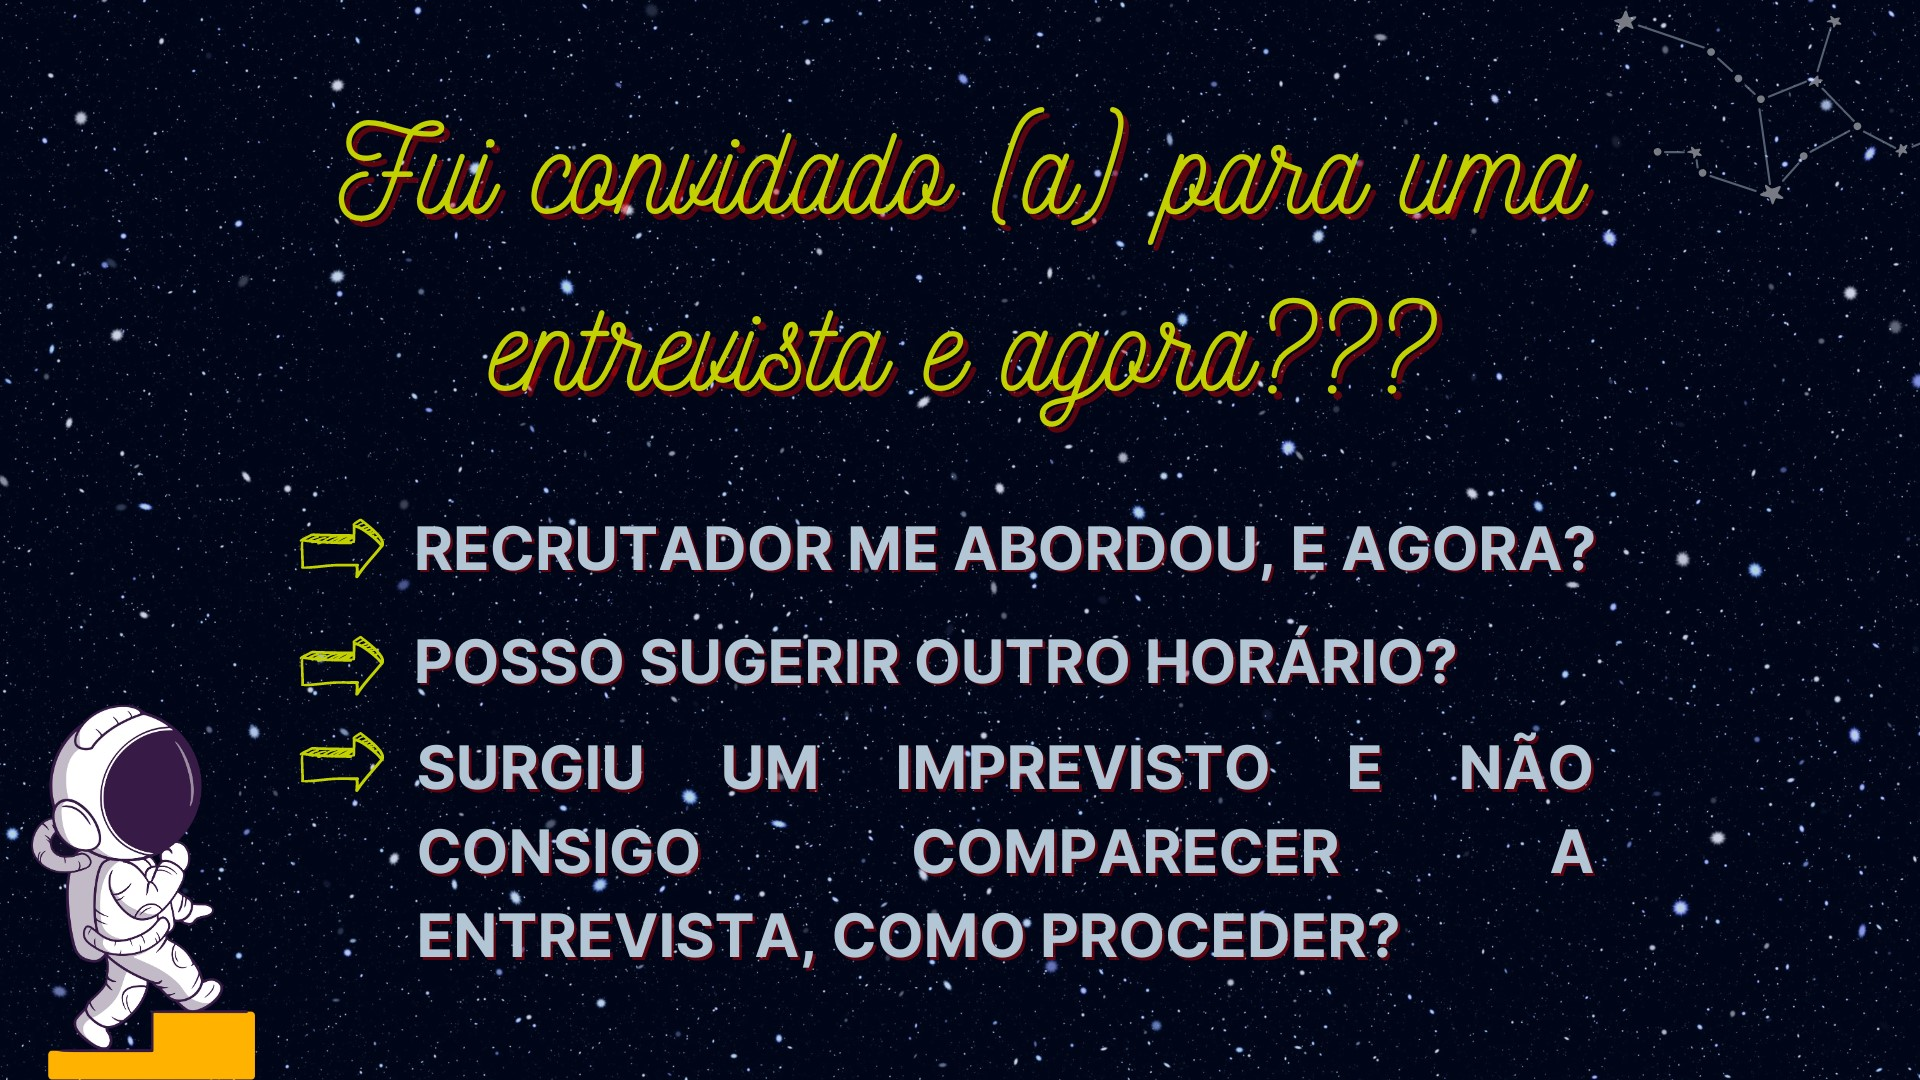 Fui convidado (a) para uma
entrevista e agora???
RECRUTADOR ME ABORDOU, E AGORA?
POSSO SUGERIR OUTRO HORÁRIO?
SURGIU UM IMPREVISTO E NÃO
CONSIGO COMPARECER A
ENTREVISTA, COMO PROCEDER?